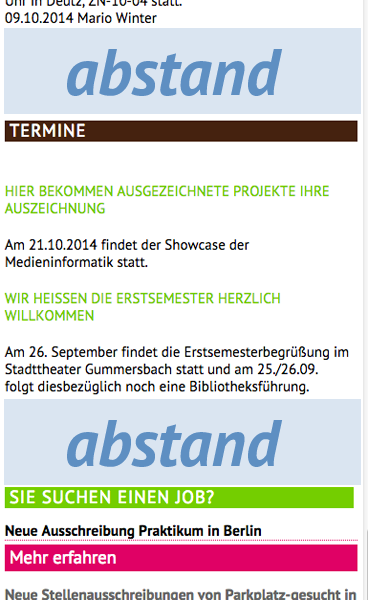 Uhr in Deutz, ZN-10-04 statt.
09.10.2014 Mario Winter
abstand
TERMINE
HIER BEKOMMEN AUSGEZEICHNETE PROJEKTE IHRE
AUSZEICHNUNG
Am 21.10.2014 findet der Showcase der
Medieninformatik statt.
WIR HEISSEN DIE ERSTSEMESTER HERZLICH
WILLKOMMEN
Am 26. September findet die Erstsemesterbegrüßung im
Stadttheater Gummersbach statt und am 25./26.09.
folgt diesbezüglich noch eine Bibliotheksführung.
abstand
SIE SUCHEN EINEN JOB?
Neue Ausschreibung Praktikum in Berlin
Mehr erfahren
Neue Stellenausschreibungen von Parkplatz-gesucht in